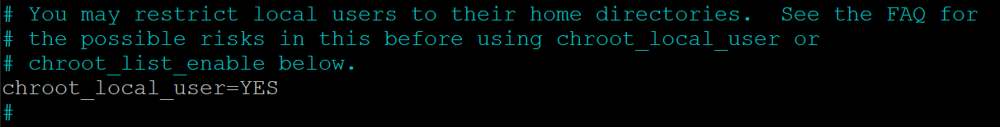 # You may restrict local users to their home directories.  See the FAQ for
# the possible risks in this before using chroot_local_user or
# chroot_list_enable below.
chroot_local_user=YES
#